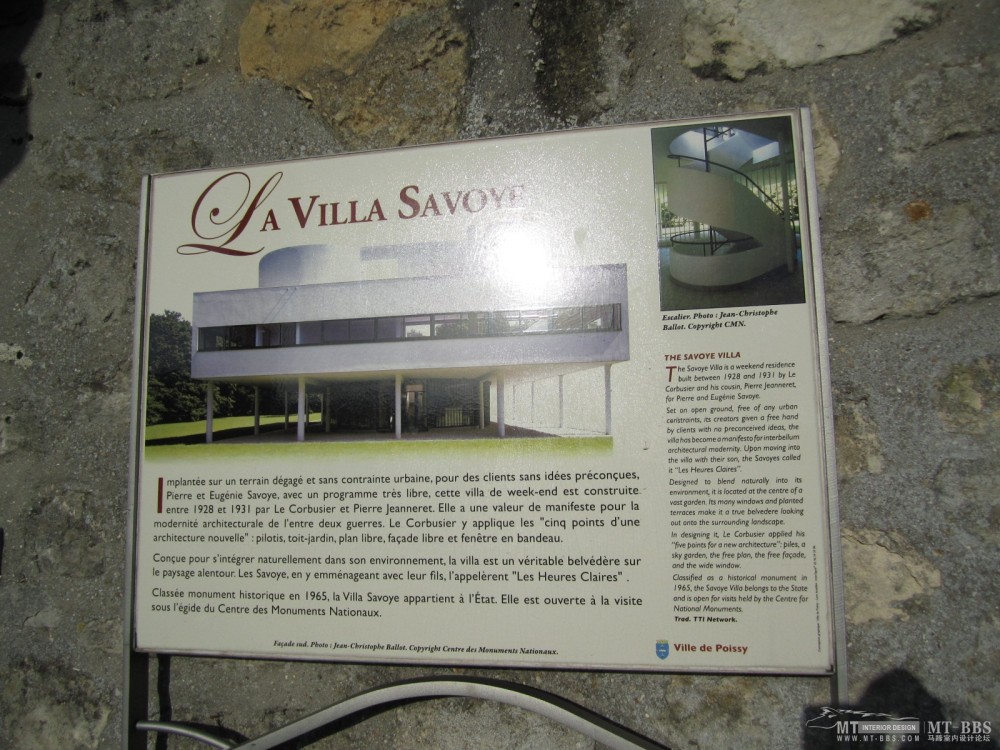 LA VILLA SAVOYE
Escalier. Photo : Jean-Christophe
Ballot. Copyright CMN.
Implantée sur un terrain dégagé et sans contrainte urbaine, pour des clients sans idées préconçues,
Pierre et Eugénie Savoye, avec un programme très libre, cette villa de week-end est construite
entre 1928 et 1931 par Le Corbusier et Pierre Jeanneret. Elle a une valeur de manifeste pour la
modernité architecturale de l'entre deux guerres. Le Corbusier y applique les "cinq points d'une
architecture nouvelle" : pilotis, toit-jardin, plan libre, façade libre et fenêtre en bandeau.
Conçue pour s'intégrer naturellement dans son environnement, la villa est un véritable belvédère sur
le paysage alentour. Les Savoye, en y emménageant avec leur fils, l'appelèrent "Les Heures Claires" .
Classée monument historique en 1965, la Villa Savoye appartient à l'État. Elle est ouverte à la visite
sous l'égide du Centre des Monuments Nationaux.
Façade sud. Photo : Jean-Christophe Ballot. Copyright Centre des Monuments Nationaux.
THE SAVOYE VILLA
The Savoye Villa is a weekend residence
built between 1928 and 1931 by Le
Corbusier and his cousin, Pierre Jeanneret,
for Pierre and Eugénie Savoye.
Set on open ground, free of any urban
constraints, its creators given a free hand
by clients with no preconceived ideas, the
villa has become a manifesto for interbellum
architectural modernity. Upon moving into
the villa with their son, the Savoyes called
it "Les Heures Claires".
Designed to blend naturally into its
environment, it is located at the centre of a
vast garden. Its many windows and planted
terraces make it a true belvedere looking
out onto the surrounding landscape.
In designing it, Le Corbusier applied his
"five points for a new architecture": piles, a
sky garden, the free plan, the free façade,
and the wide window.
Classified as a historical monument in
1965, the Savoye Villa belongs to the State
and is open for visits held by the Centre for
National Monuments.
Trad. TTI Network.
Ville de Poissy
MT INTERIOR DESIGN MT-BBS
WWW.MT-BBS.COM 马蹄室内设计论坛